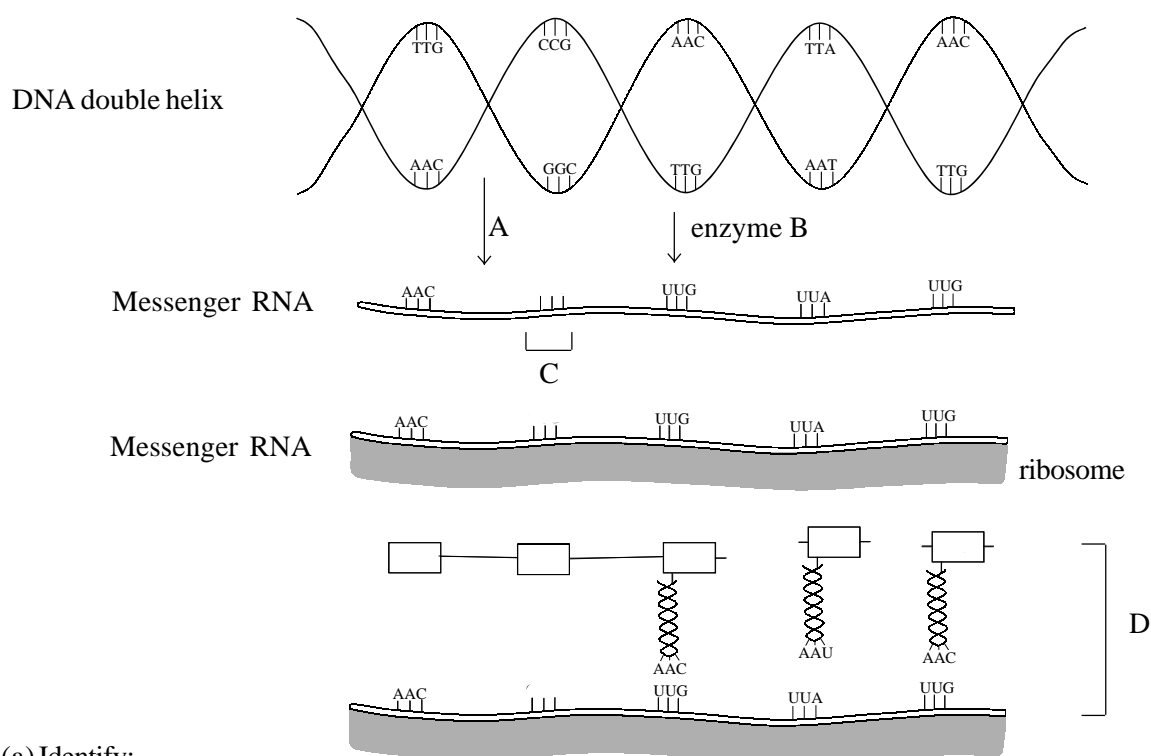 TTG CCG AAC TTA AAC
DNA double helix
AAC GGC TTG AAT TTG
A enzyme B
Messenger RNA AAC UUG UUA UUG
C
Messenger RNA AAC UUG UUA UUG
ribosome
D
AAC AAU AAC
AAC UUG UUA UUG
(a) Identify: